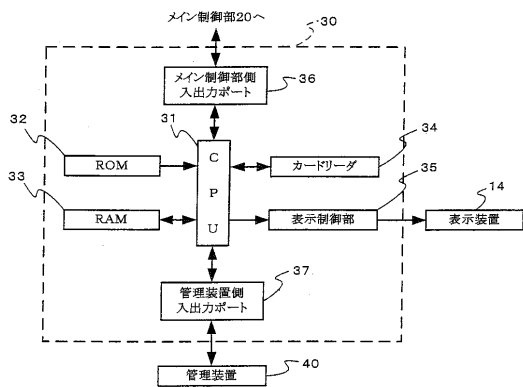 メイン制御部20へ
30
メイン制御部側
入出力ポート
36
31
32
34
ROM
C
P
U
カードリーダ
33
35
14
RAM
表示制御部
表示装置
管理装置側
入出力ポート
37
管理装置
40